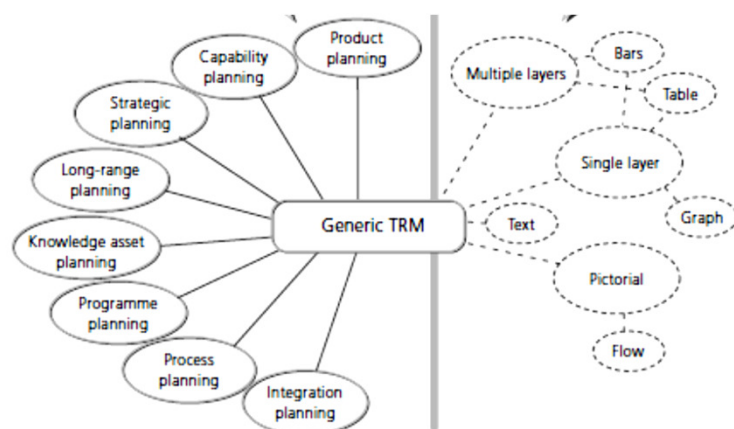 Product
planning
Capability
planning
Strategic
planning
Long-range
planning
Knowledge asset
planning
Programme
planning
Process
planning
Integration
planning
Generic TRM
Multiple layers
Bars
Table
Single layer
Graph
Text
Pictorial
Flow